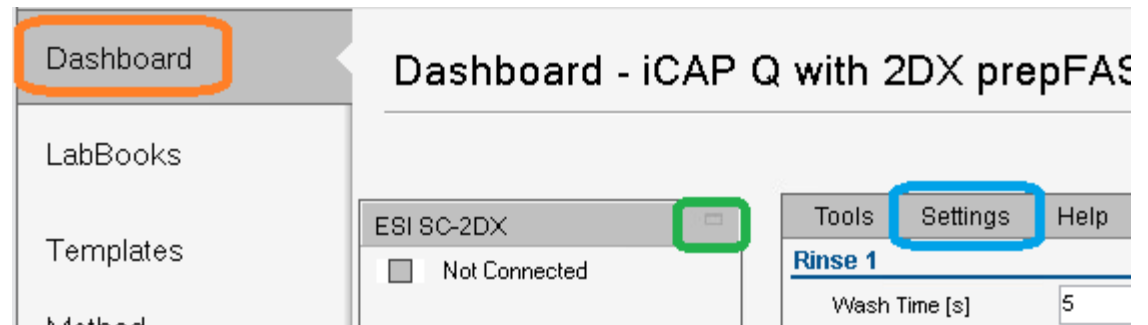 Dashboard
LabBooks
Templates
Dashboard - iCAP Q with 2DX prepFAS
ESI SC-2DX
Not Connected
Tools Settings Help
Rinse 1
Wash Time [s] 5